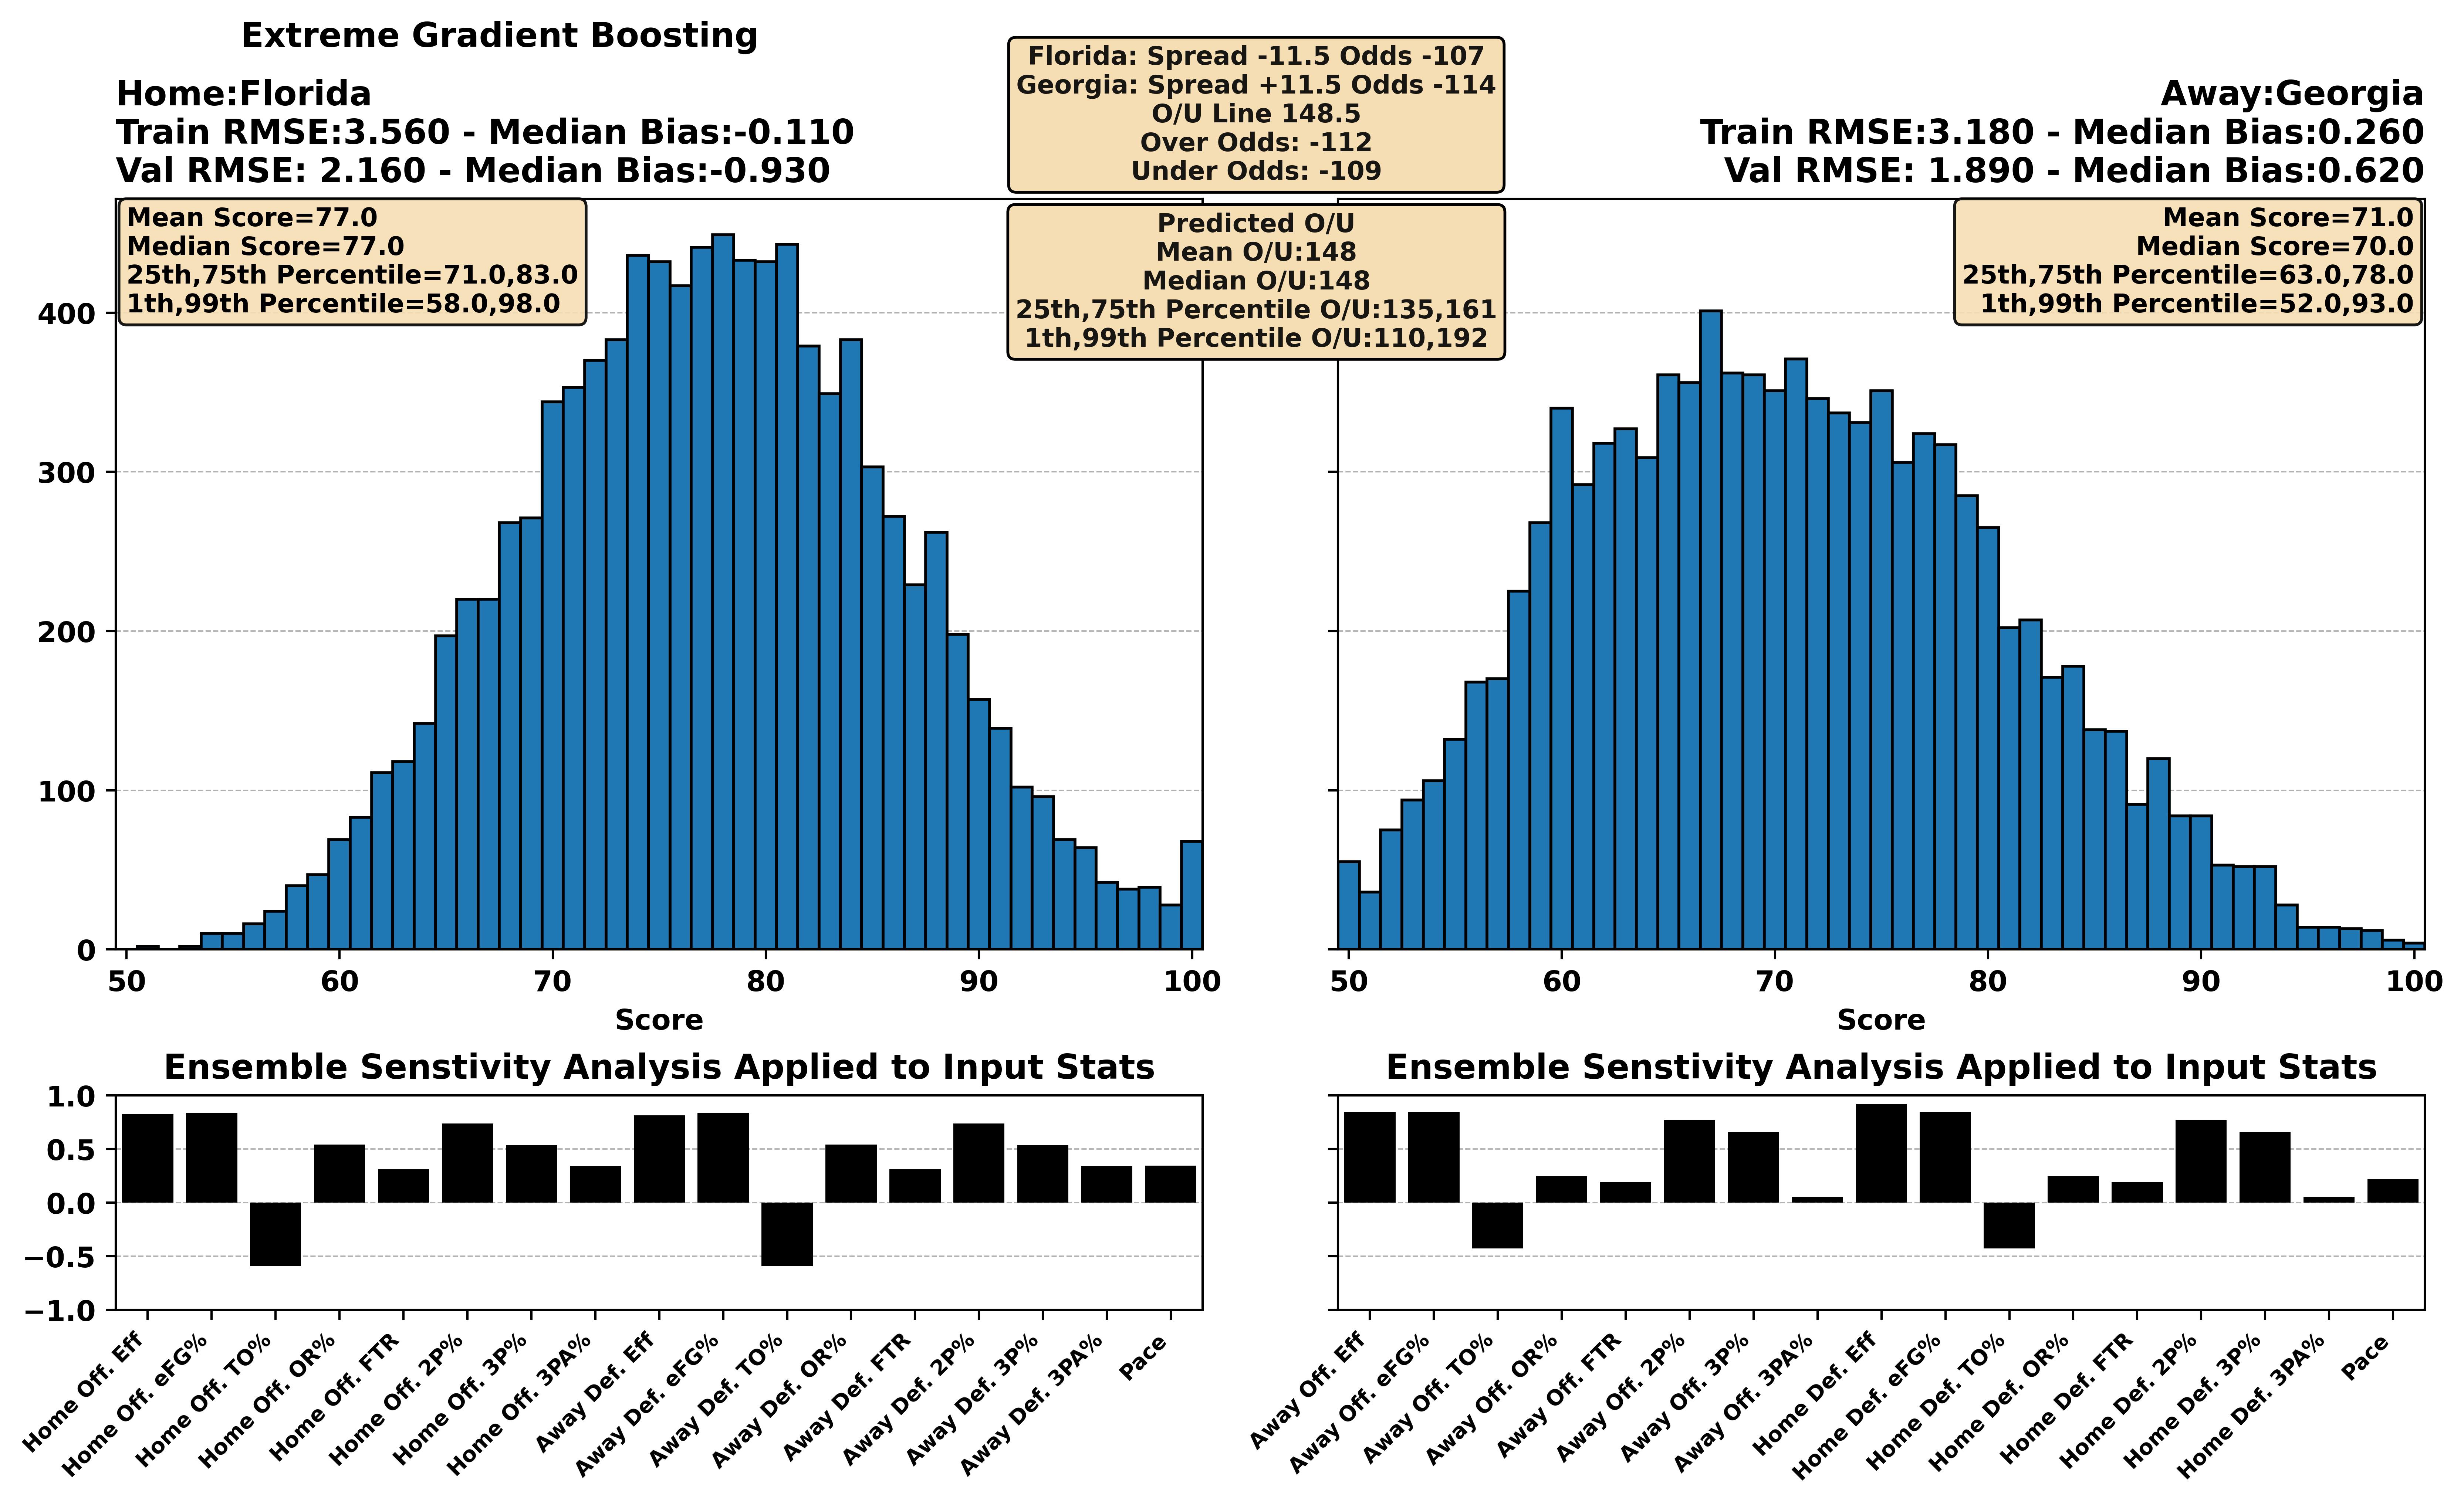 Extreme Gradient Boosting
Home:Florida
Train RMSE:3.560 - Median Bias:-0.110
Val RMSE: 2.160 - Median Bias:-0.930
Florida: Spread -11.5 Odds -107
Georgia: Spread +11.5 Odds -114
O/U Line 148.5
Over Odds: -112
Under Odds: -109
Away:Georgia
Train RMSE:3.180 - Median Bias:0.260
Val RMSE: 1.890 - Median Bias:0.620
Mean Score=77.0
Median Score=77.0
25th,75th Percentile=71.0,83.0
1th,99th Percentile=58.0,98.0
Predicted O/U
Mean O/U:148
Median O/U:148
25th,75th Percentile O/U:135,161
1th,99th Percentile O/U:110,192
Mean Score=71.0
Median Score=70.0
25th,75th Percentile=63.0,78.0
1th,99th Percentile=52.0,93.0
400
300
200
100
0
50 60 70 80 90 100
Score
50 60 70 80 90 100
Score
Ensemble Senstivity Analysis Applied to Input Stats
1.0
0.5
0.0
−0.5
−1.0
Home Off. Eff
Home Off. eFG%
Home Off. TO%
Home Off. OR%
Home Off. FTR
Home Off. 2P%
Home Off. 3P%
Home Off. 3PA%
Away Def. Eff
Away Def. eFG%
Away Def. TO%
Away Def. OR%
Away Def. FTR
Away Def. 2P%
Away Def. 3P%
Away Def. 3PA%
Pace
Ensemble Senstivity Analysis Applied to Input Stats
Away Off. Eff
Away Off. eFG%
Away Off. TO%
Away Off. OR%
Away Off. FTR
Away Off. 2P%
Away Off. 3P%
Away Off. 3PA%
Home Def. Eff
Home Def. eFG%
Home Def. TO%
Home Def. OR%
Home Def. FTR
Home Def. 2P%
Home Def. 3P%
Home Def. 3PA%
Pace